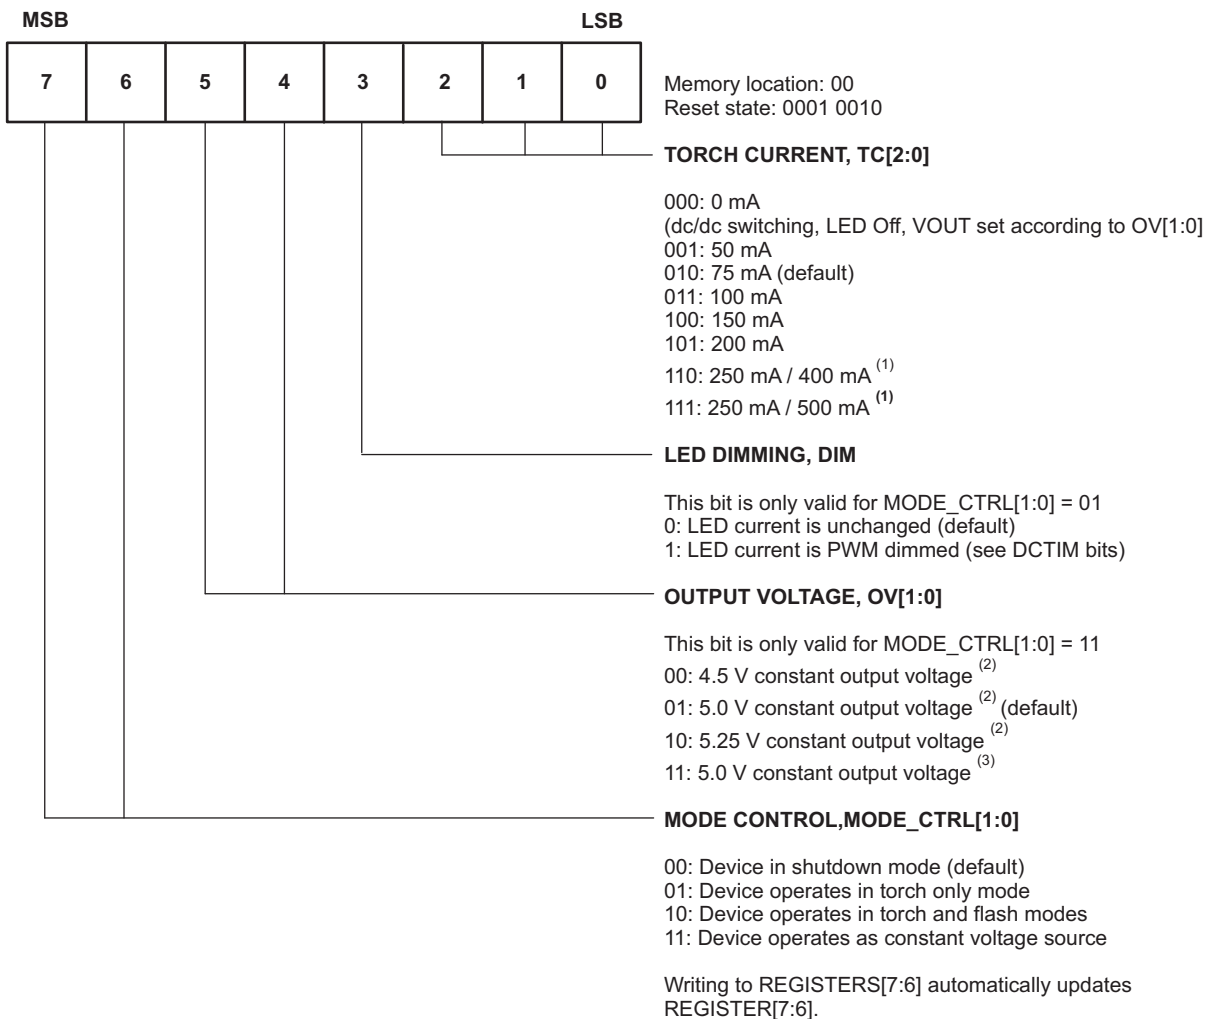 MSB LSB
7 6 5 4 3 2 1 0
Memory location: 00
Reset state: 0001 0010
TORCH CURRENT, TC[2:0]
000: 0 mA
(dc/dc switching, LED Off, VOUT set according to OV[1:0]
001: 50 mA
010: 75 mA (default)
011: 100 mA
100: 150 mA
101: 200 mA
110: 250 mA / 400 mA (1)
111: 250 mA / 500 mA (1)
LED DIMMING, DIM
This bit is only valid for MODE_CTRL[1:0] = 01
0: LED current is unchanged (default)
1: LED current is PWM dimmed (see DCTIM bits)
OUTPUT VOLTAGE, OV[1:0]
This bit is only valid for MODE_CTRL[1:0] = 11
00: 4.5 V constant output voltage (2)
01: 5.0 V constant output voltage (2) (default)
10: 5.25 V constant output voltage (2)
11: 5.0 V constant output voltage (3)
MODE CONTROL,MODE_CTRL[1:0]
00: Device in shutdown mode (default)
01: Device operates in torch only mode
10: Device operates in torch and flash modes
11: Device operates as constant voltage source
Writing to REGISTERS[7:6] automatically updates
REGISTER[7:6].